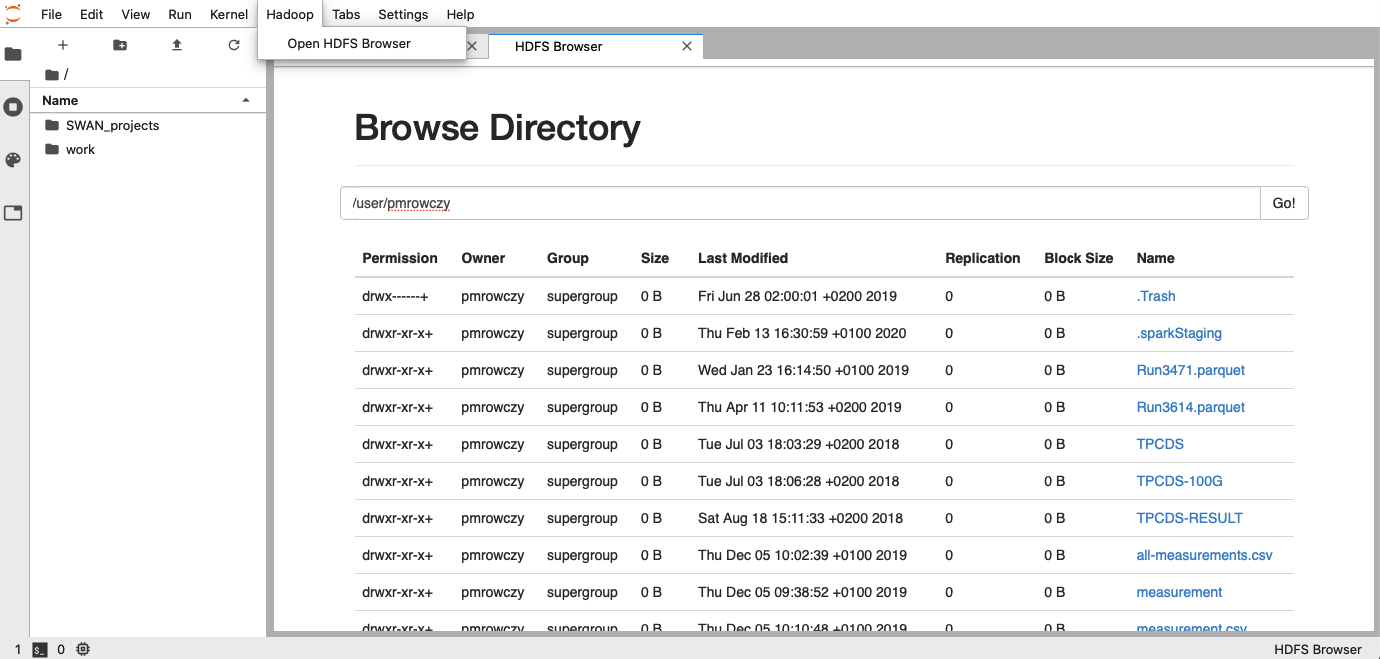 File Edit View Run Kernel Hadoop Tabs Settings Help
Open HDFS Browser
HDFS Browser
/
Name
SWAN_projects
work
Browse Directory
/user/pmrowczy Go!
Permission Owner Group Size Last Modified Replication Block Size Name
drwx------+ pmrowczy supergroup 0 B Fri Jun 28 02:00:01 +0200 2019 0 0 B .Trash
drwxr-xr-x+ pmrowczy supergroup 0 B Thu Feb 13 16:30:59 +0100 2020 0 0 B .sparkStaging
drwxr-xr-x+ pmrowczy supergroup 0 B Wed Jan 23 16:14:50 +0100 2019 0 0 B Run3471.parquet
drwxr-xr-x+ pmrowczy supergroup 0 B Thu Apr 11 10:11:53 +0200 2019 0 0 B Run3614.parquet
drwxr-xr-x+ pmrowczy supergroup 0 B Tue Jul 03 18:03:29 +0200 2018 0 0 B TPCDS
drwxr-xr-x+ pmrowczy supergroup 0 B Tue Jul 03 18:06:28 +0200 2018 0 0 B TPCDS-100G
drwxr-xr-x+ pmrowczy supergroup 0 B Sat Aug 18 15:11:33 +0200 2018 0 0 B TPCDS-RESULT
drwxr-xr-x+ pmrowczy supergroup 0 B Thu Dec 05 10:02:39 +0100 2019 0 0 B all-measurements.csv
drwxr-xr-x+ pmrowczy supergroup 0 B Thu Dec 05 09:38:52 +0100 2019 0 0 B measurement
drwxr-xr-x+ pmrowczy supergroup 0 B Thu Dec 05 10:10:48 +0100 2019 0 0 B measurement.csv
1 $_ 0 HDFS Browser